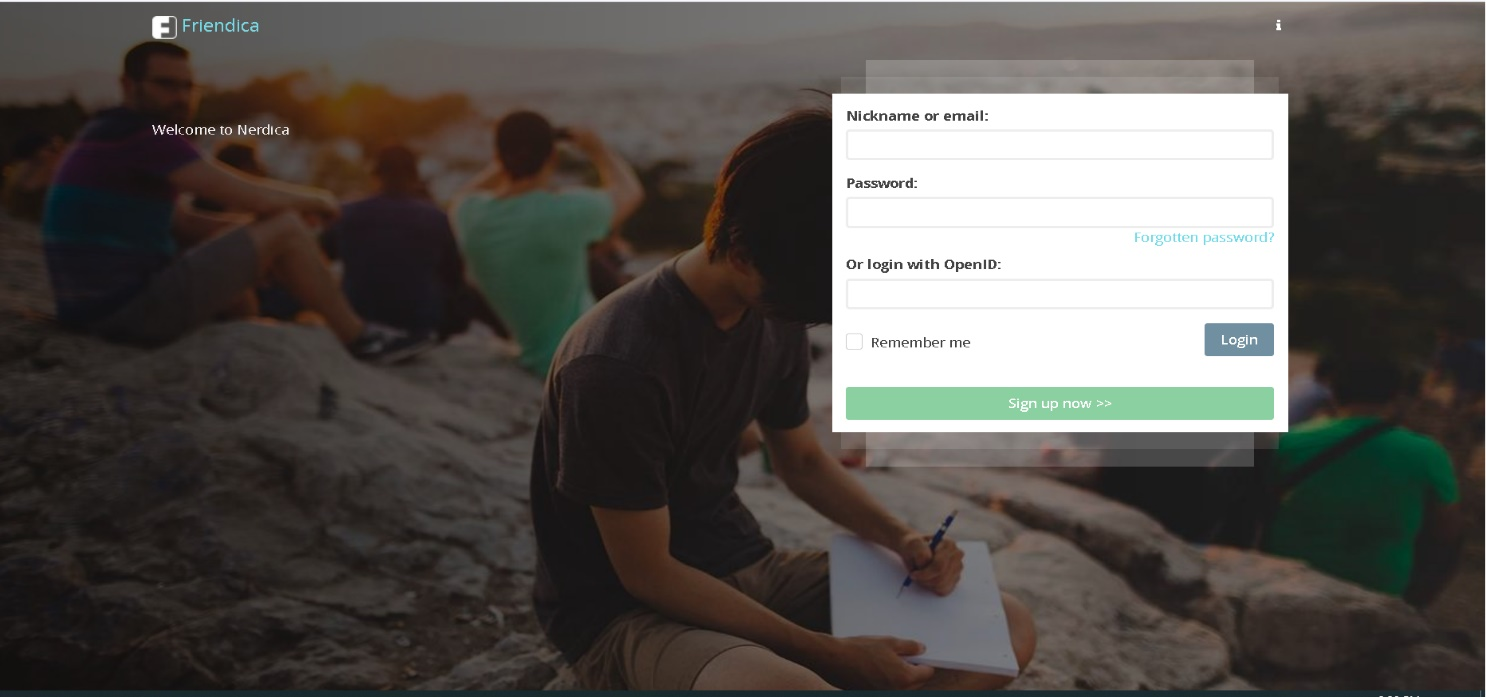 Friendica
i
Welcome to Nerdica
Nickname or email:
Password:
Forgotten password?
Or login with OpenID:
Remember me
Login
Sign up now >>